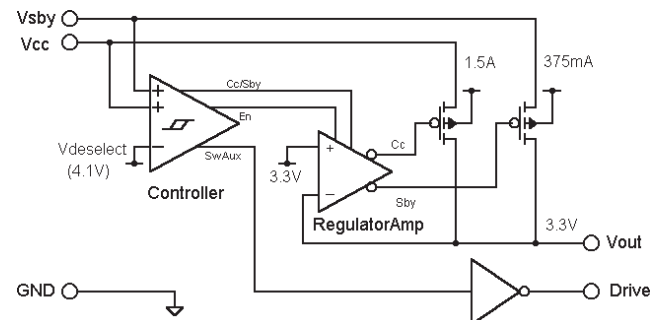 Vsby
Vcc
1.5A
375mA
Cc/Sby
+
+
En
Vdeselect
(4.1V)
−
SwAux
Controller
+
3.3V
−
Cc
Sby
RegulatorAmp
3.3V
Vout
GND
Drive